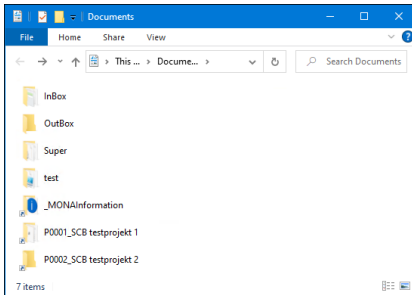 Documents
File Home Share View
This ... Docume... Search Documents
InBox
OutBox
Super
test
_MONAInformation
P0001_SCB testprojekt 1
P0002_SCB testprojekt 2
7 items